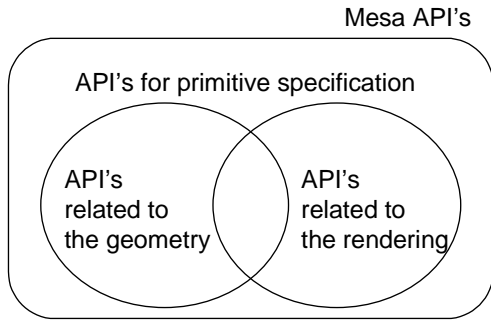 Mesa API's
API's for primitive specification
API's
related to
the geometry
API's
related to
the rendering